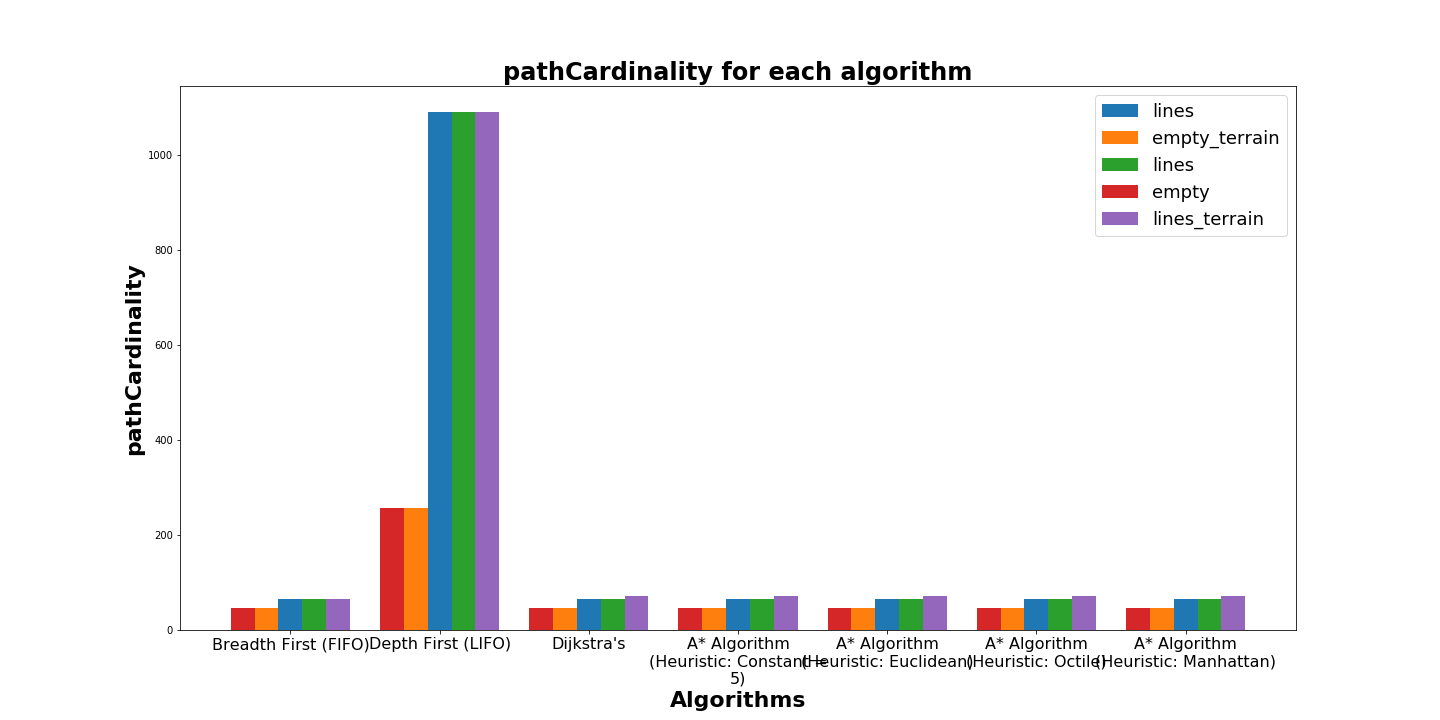 pathCardinality for each algorithm
lines
empty_terrain
lines
empty
lines_terrain
pathCardinality
1000
800
600
400
200
0
Breadth First (FIFO)
Depth First (LIFO)
Dijkstra's
A* Algorithm
(Heuristic: Constant =
5)
A* Algorithm
(Heuristic: Euclidean)
A* Algorithm
(Heuristic: Octile)
A* Algorithm
(Heuristic: Manhattan)
Algorithms